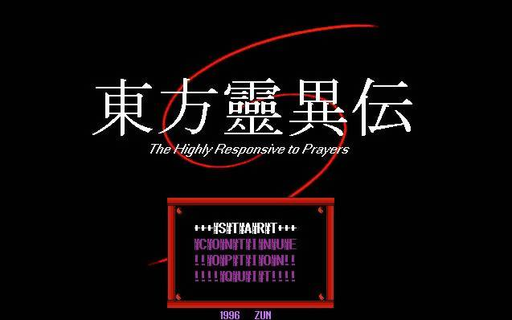 東方靈異伝
The Highly Responsive to Prayers
+++START+++
CONTINUE
!!OPTION!!
!!!!QUIT!!!!
1996 ZUN